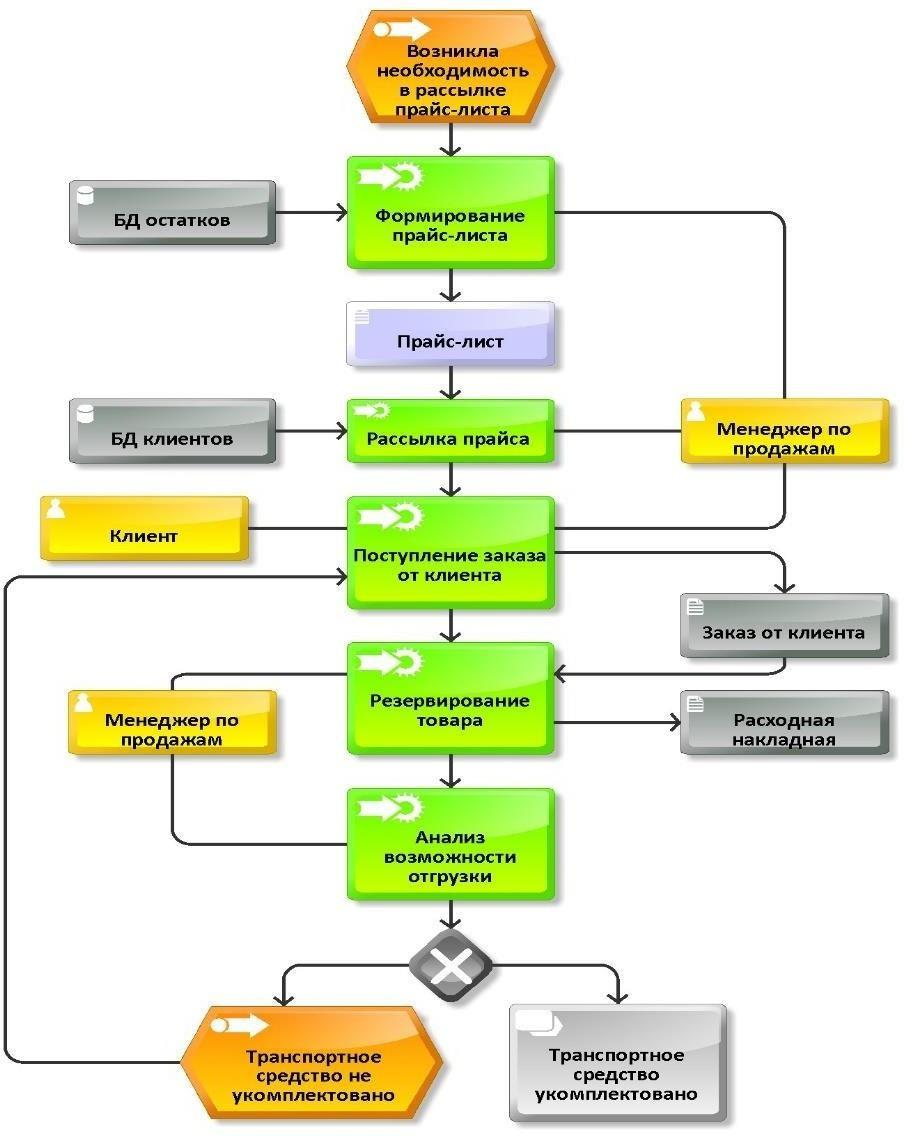 Возникла
необходимость
в рассылке
прайс-листа
БД остатков
Формирование
прайс-листа
Прайс-лист
БД клиентов
Рассылка прайса
Менеджер по
продажам
Клиент
Поступление заказа
от клиента
Заказ от клиента
Резервирование
товара
Менеджер по
продажам
Расходная
накладная
Анализ
возможности
отгрузки
Транспортное
средство не
укомплектовано
Транспортное
средство
укомплектовано